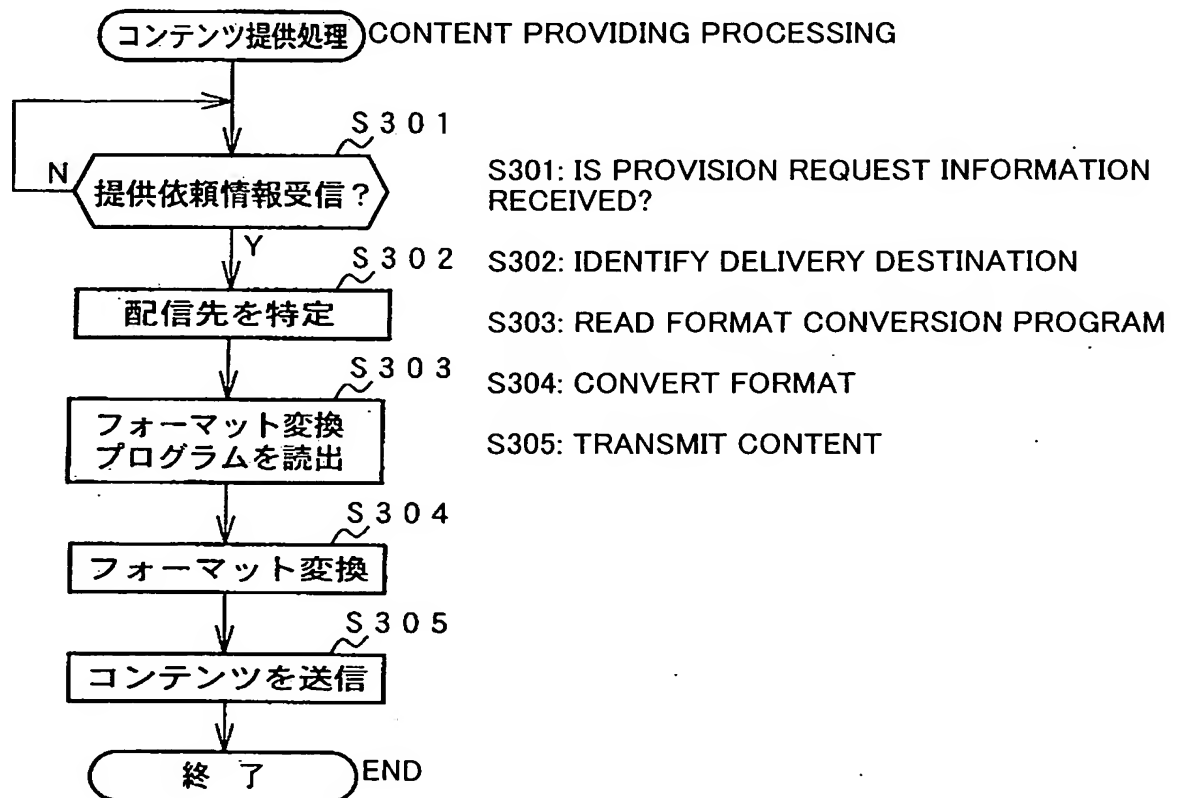 コンテンツ提供処理 CONTENT PROVIDING PROCESSING
S301
N
提供依頼情報受信?
S301: IS PROVISION REQUEST INFORMATION
RECEIVED?
Y
S302
S302: IDENTIFY DELIVERY DESTINATION
配信先を特定
S303: READ FORMAT CONVERSION PROGRAM
S303
S304: CONVERT FORMAT
フォーマット変換
プログラムを読出
S305: TRANSMIT CONTENT
S304
フォーマット変換
S305
コンテンツを送信
終了 END